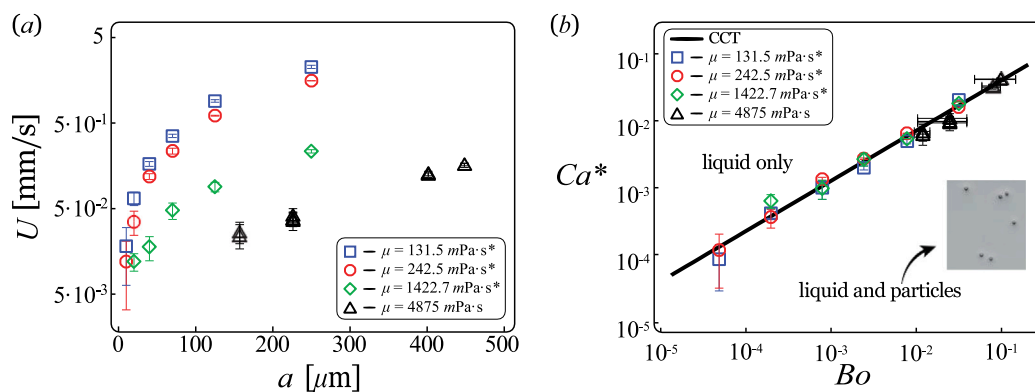 (a)
5
5·10⁻¹
5·10⁻²
5·10⁻³
U [mm/s]
0 100 200 300 400 500
a [μm]
μ = 131.5 mPa·s*
μ = 242.5 mPa·s*
μ = 1422.7 mPa·s*
μ = 4875 mPa·s
(b)
CCT
μ = 131.5 mPa·s*
μ = 242.5 mPa·s*
μ = 1422.7 mPa·s*
μ = 4875 mPa·s
10⁻¹
10⁻²
10⁻³
10⁻⁴
10⁻⁵
Ca*
liquid only
liquid and particles
10⁻⁵ 10⁻⁴ 10⁻³ 10⁻² 10⁻¹
Bo